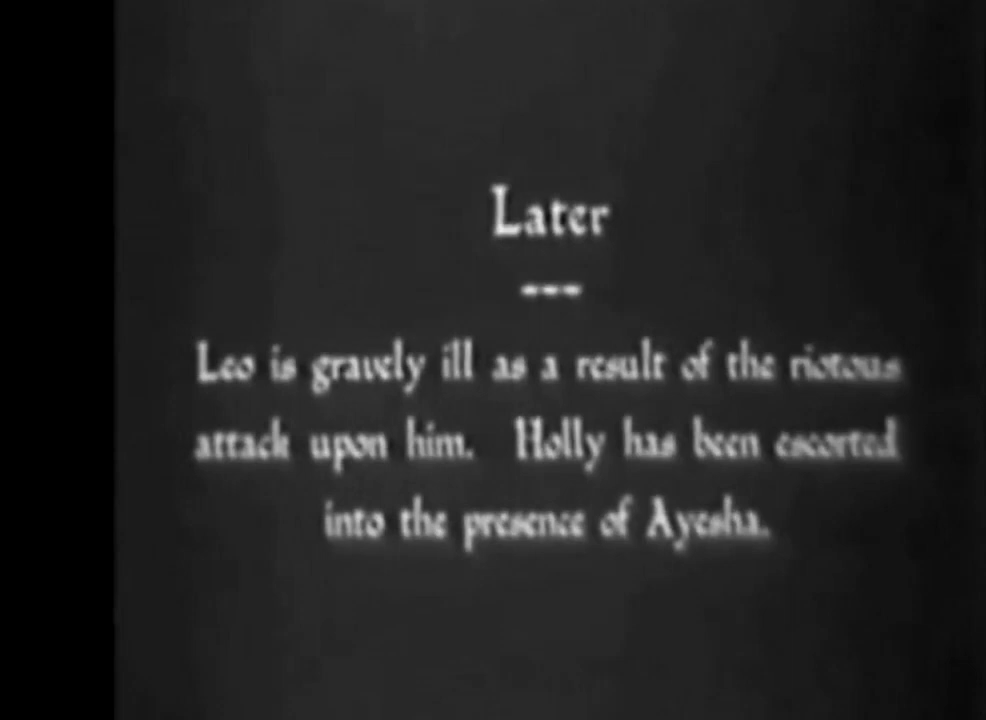 Later
---
Leo is gravely ill as a result of the riotous
attack upon him. Holly has been escorted
into the presence of Ayesha.